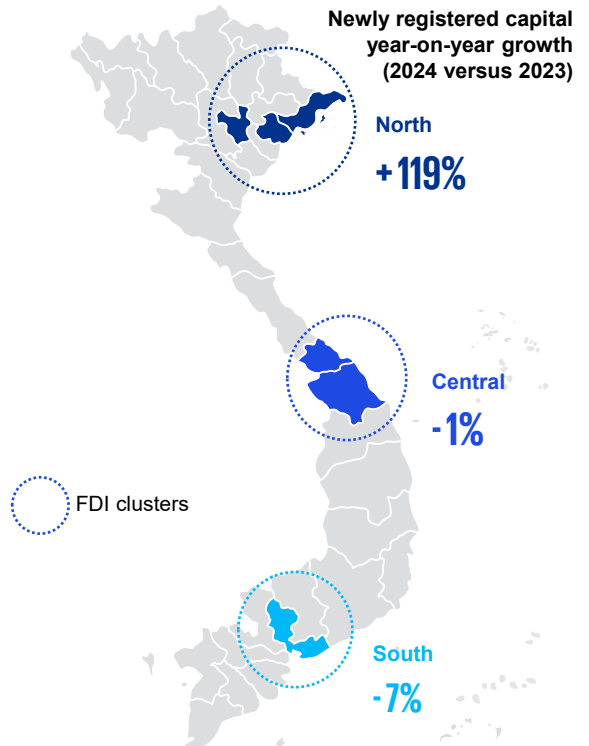 Newly registered capital
year-on-year growth
(2024 versus 2023)
North
+119%
Central
-1%
FDI clusters
South
-7%